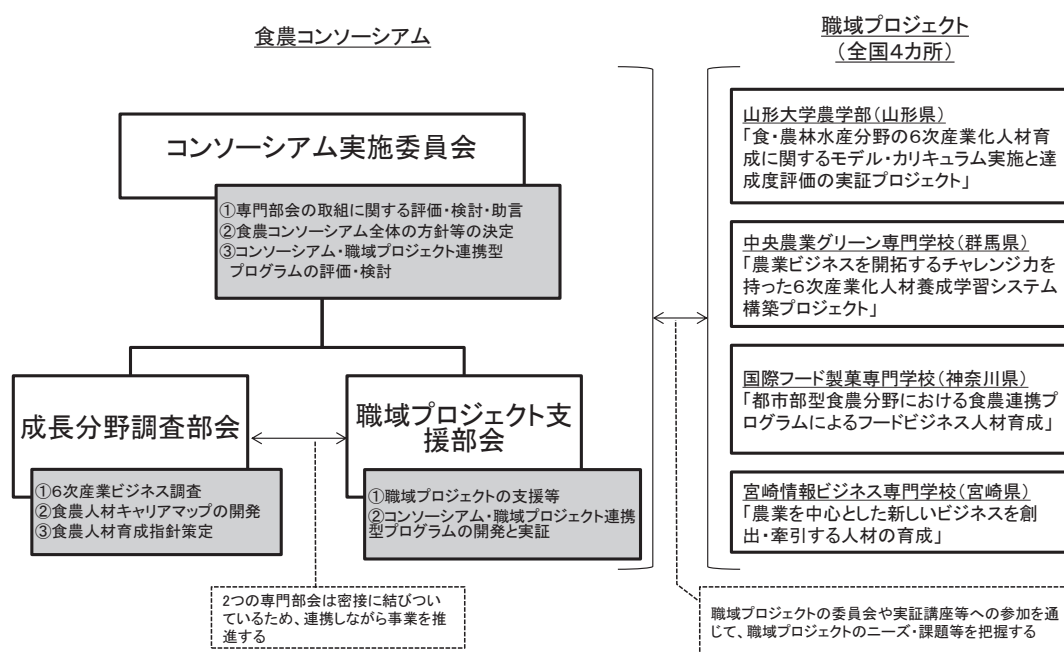 食農コンソーシアム
コンソーシアム実施委員会
①専門部会の取組に関する評価・検討・助言
②食農コンソーシアム全体の方針等の決定
③コンソーシアム・職域プロジェクト連携型
プログラムの評価・検討
成長分野調査部会
①６次産業ビジネス調査
②食農人材キャリアマップの開発
③食農人材育成指針策定
職域プロジェクト支
援部会
①職域プロジェクトの支援等
②コンソーシアム・職域プロジェクト連携
型プログラムの開発と実証
2つの専門部会は密接に結びつい
ているため、連携しながら事業を推
進する
職域プロジェクト
（全国４カ所）
山形大学農学部（山形県）
「食・農林水産分野の６次産業化人材育
成に関するモデル・カリキュラム実施と達
成度評価の実証プロジェクト」
中央農業グリーン専門学校（群馬県）
「農業ビジネスを開拓するチャレンジ力を
持った６次産業化人材養成学習システム
構築プロジェクト」
国際フード製菓専門学校（神奈川県）
「都市部型食農分野における食農連携プ
ログラムによるフードビジネス人材育成」
宮崎情報ビジネス専門学校（宮崎県）
「農業を中心とした新しいビジネスを創
出・牽引する人材の育成」
職域プロジェクトの委員会や実証講座等への参加を通
じて、職域プロジェクトのニーズ・課題等を把握する